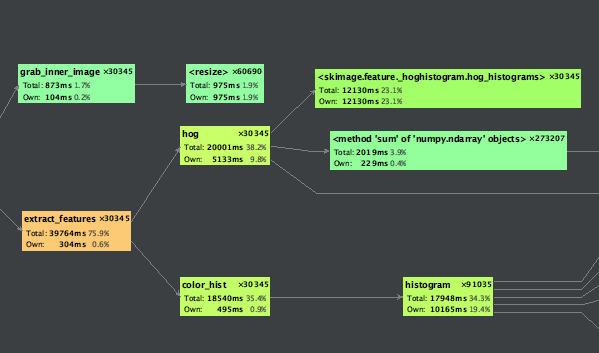 grab_inner_image ×30345
Total: 873ms 1.7%
Own: 104ms 0.2%
<resize> ×60690
Total: 975ms 1.9%
Own: 975ms 1.9%
<skimage.feature._hoghistogram.hog_histograms> ×30345
Total: 12130ms 23.1%
Own: 12130ms 23.1%
hog ×30345
Total: 20001ms 38.2%
Own: 5133ms 9.8%
<method 'sum' of 'numpy.ndarray' objects> ×273207
Total: 2019ms 3.9%
Own: 229ms 0.4%
extract_features ×30345
Total: 39764ms 75.9%
Own: 304ms 0.6%
color_hist ×30345
Total: 18540ms 35.4%
Own: 495ms 0.9%
histogram ×91035
Total: 17948ms 34.3%
Own: 10165ms 19.4%